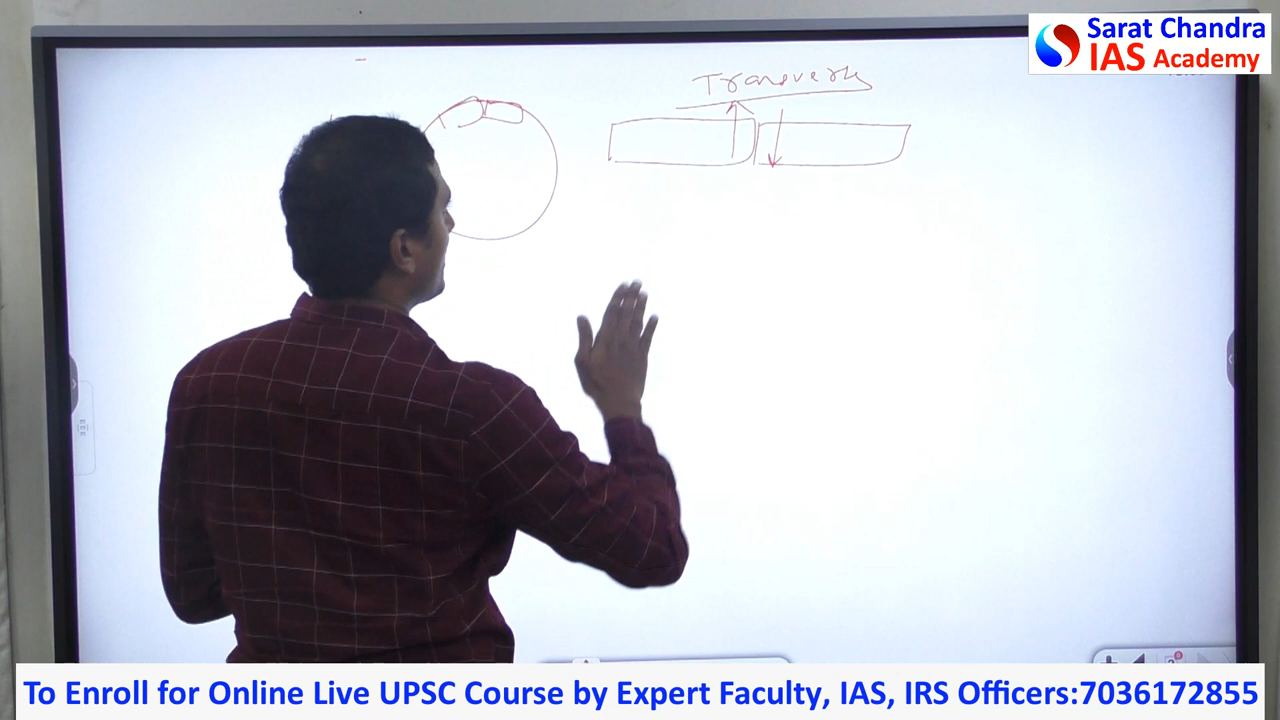 Sarat Chandra
IAS Academy
Transverse
To Enroll for Online Live UPSC Course by Expert Faculty, IAS, IRS Officers:7036172855